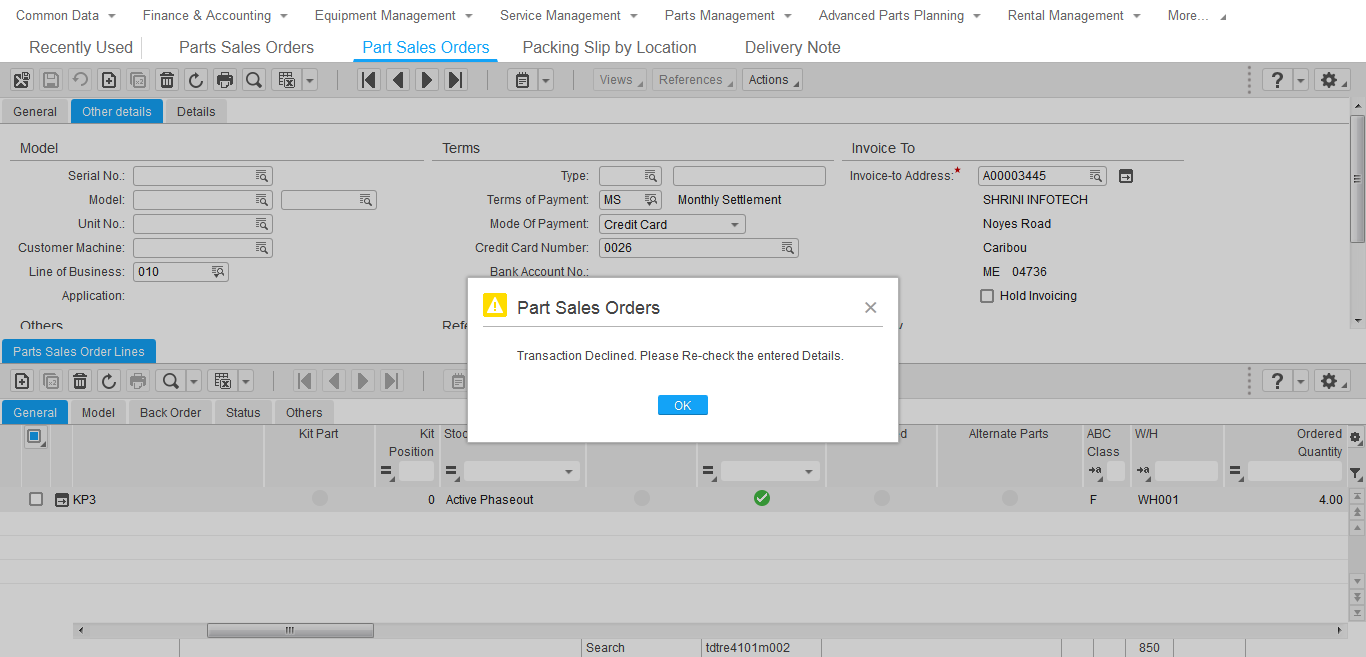 Common Data Finance & Accounting Equipment Management Service Management Parts Management Advanced Parts Planning Rental Management More...
Recently Used Parts Sales Orders Part Sales Orders Packing Slip by Location Delivery Note
Views References Actions
General Other details Details
Model Terms Invoice To
Serial No.: Type: Invoice-to Address:* A00003445
Model: Terms of Payment: MS Monthly Settlement SHRINI INFOTECH
Unit No.: Mode Of Payment: Credit Card Noyes Road
Customer Machine: Credit Card Number: 0026 Caribou
Line of Business: 010 Bank Account No.: ME 04736
Application: Hold Invoicing
Part Sales Orders
Others
Transaction Declined. Please Re-check the entered Details.
OK
Parts Sales Order Lines
General Model Back Order Status Others
Kit Part Kit Position Alternate Parts ABC Class W/H Ordered Quantity
KP3 0 Active Phaseout F WH001 4.00
Search tdtre4101m002 850